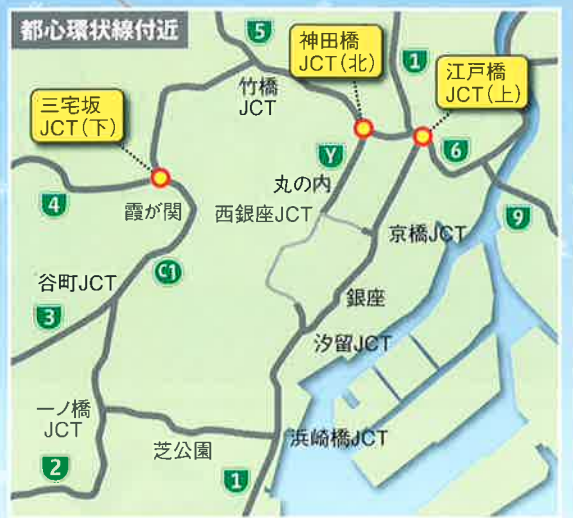 都心環状線付近
5
神田橋
JCT(北)
1
江戸橋
JCT(上)
竹橋
JCT
三宅坂
JCT(下)
Y
6
丸の内
4
霞が関
西銀座JCT
9
京橋JCT
C1
谷町JCT
銀座
3
汐留JCT
一ノ橋
JCT
浜崎橋JCT
芝公園
2
1